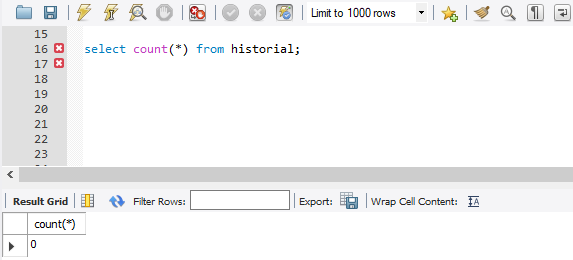 Limit to 1000 rows
15
16 select count(*) from historial;
17
18
19
20
21
22
23
Result Grid Filter Rows: Export: Wrap Cell Content:
count(*)
0